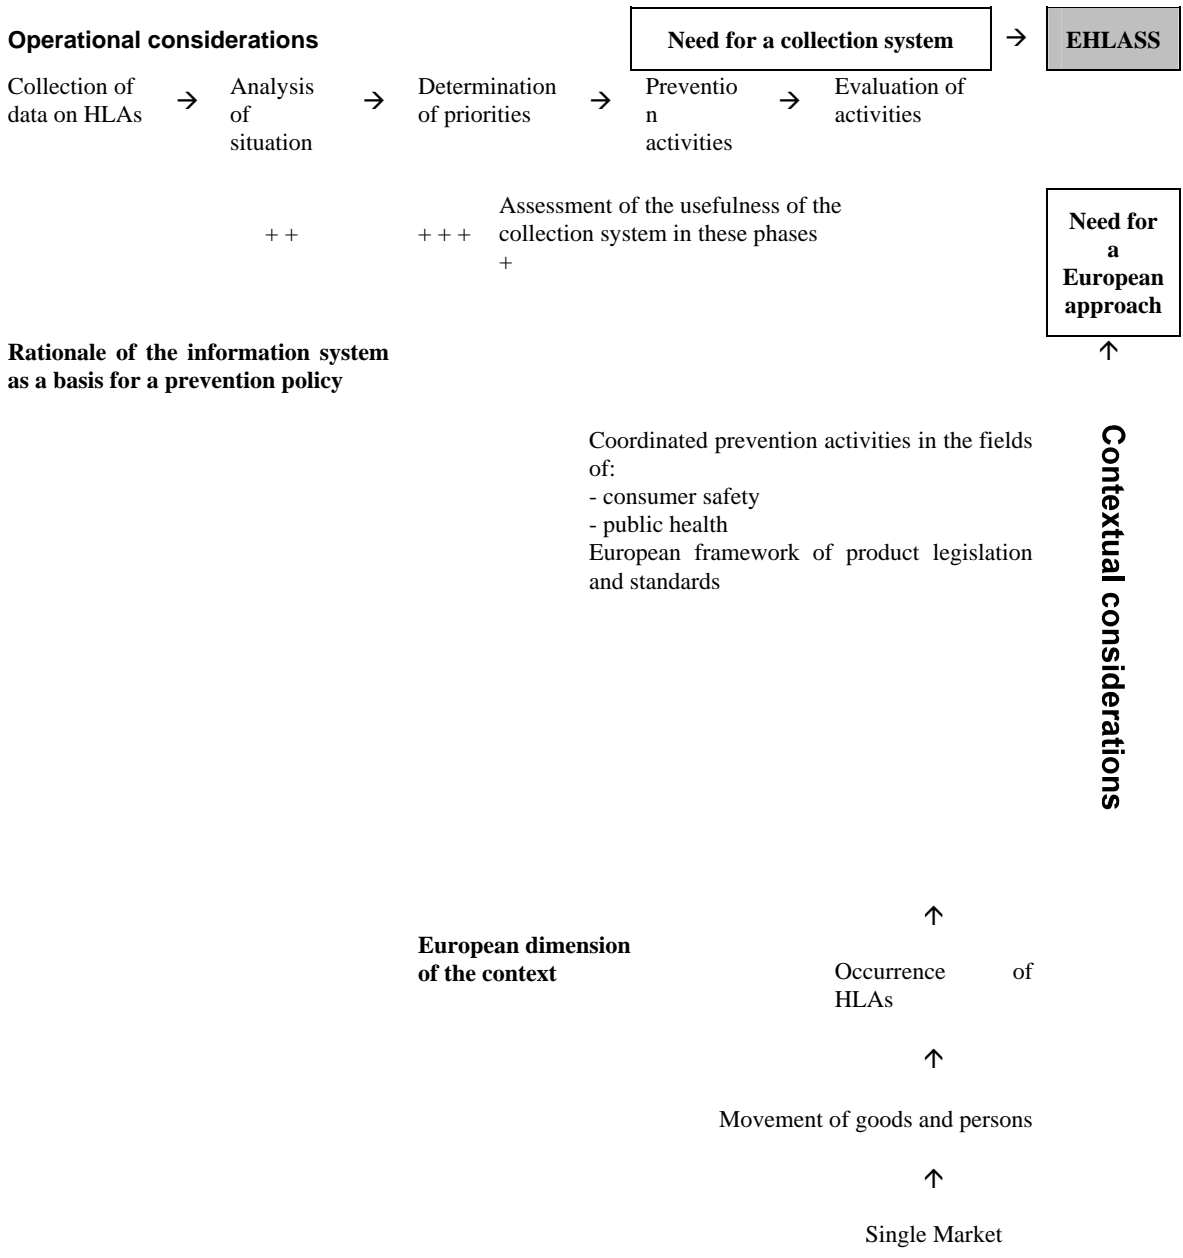 Operational considerations
Need for a collection system
→
EHLASS
Collection of
data on HLAs
→
Analysis
of
situation
→
Determination
of priorities
→
Preventio
n
activities
→
Evaluation of
activities
+ +
+ + +
Assessment of the usefulness of the
collection system in these phases
+
Need for
a
European
approach
↑
Rationale of the information system
as a basis for a prevention policy
Coordinated prevention activities in the fields
of:
- consumer safety
- public health
European framework of product legislation
and standards
Contextual considerations
↑
European dimension
of the context
Occurrence of
HLAs
↑
Movement of goods and persons
↑
Single Market